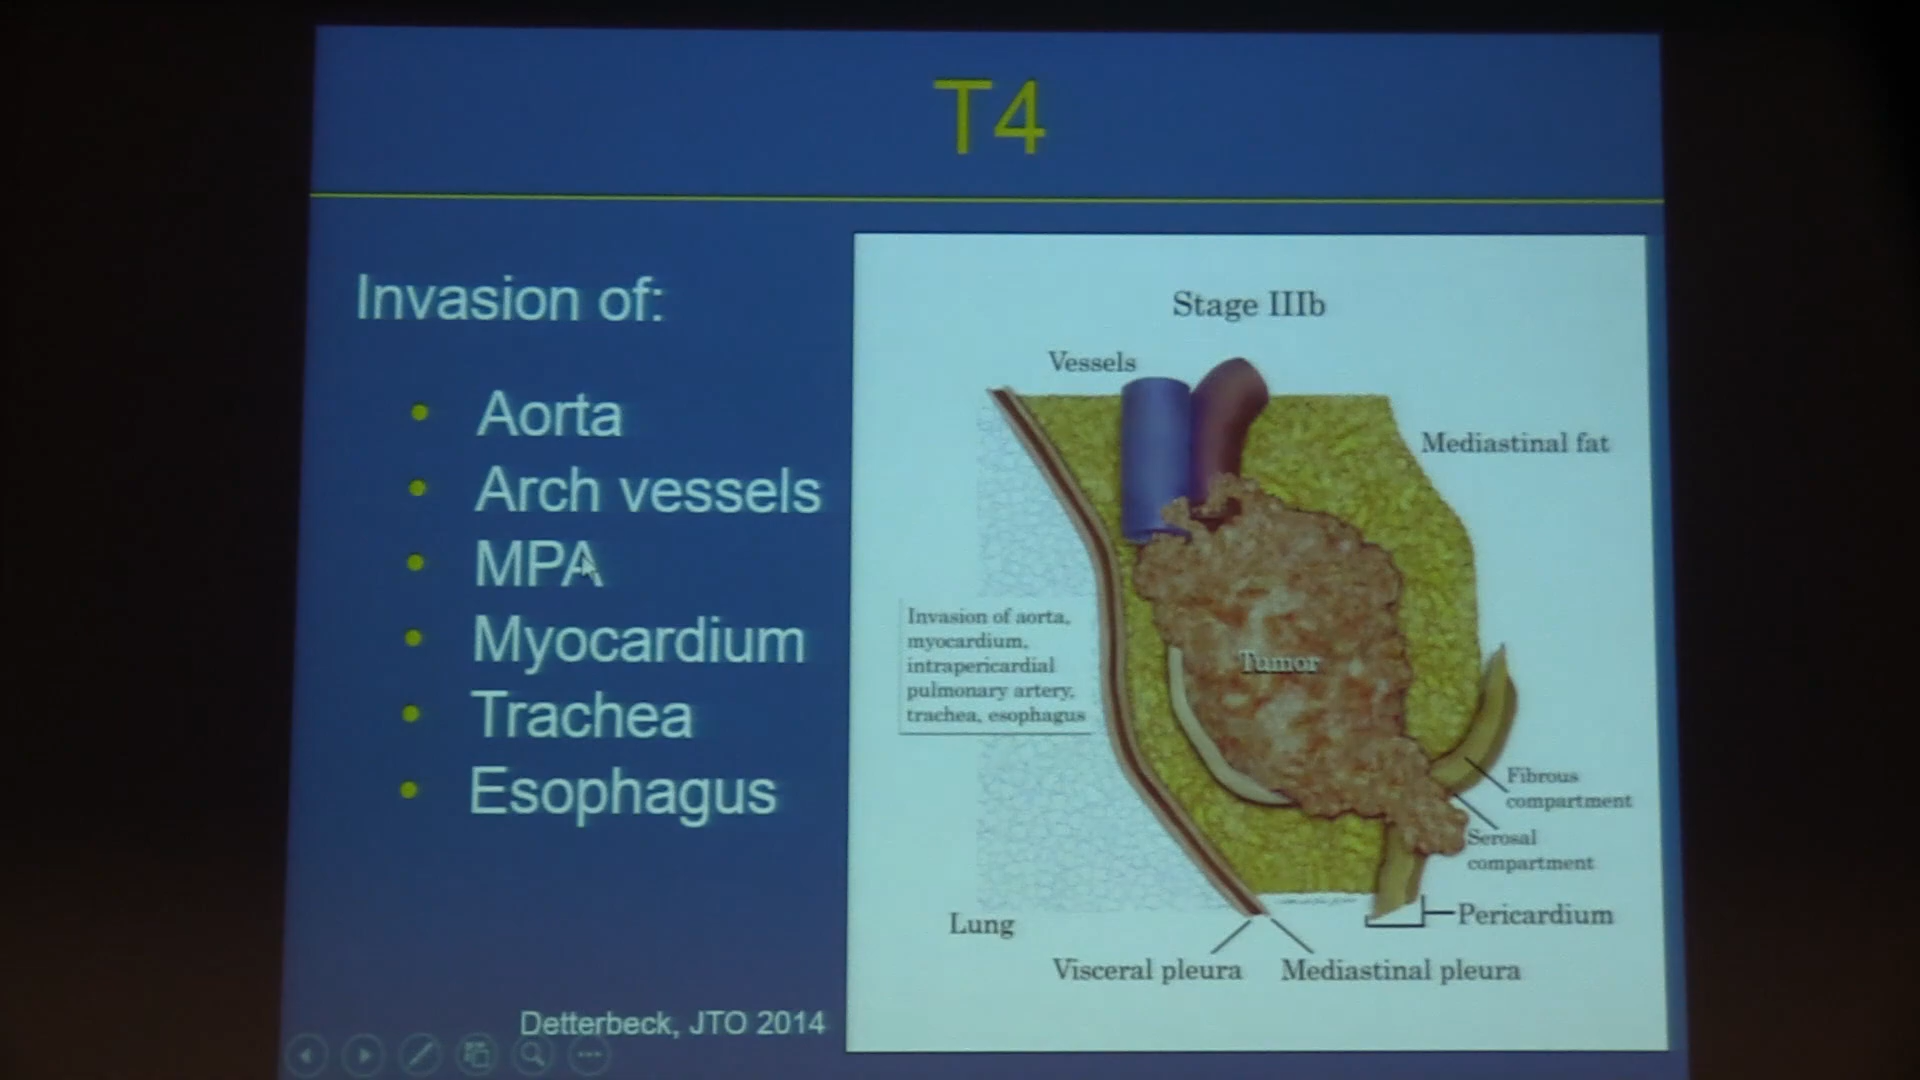 T4
Invasion of:
• Aorta
• Arch vessels
• MPA
• Myocardium
• Trachea
• Esophagus
Detterbeck, JTO 2014
Stage IIIb
Vessels
Mediastinal fat
Invasion of aorta,
myocardium,
intrapericardial
pulmonary artery,
trachea, esophagus
Tumor
Fibrous
compartment
Serosal
compartment
Pericardium
Lung
Visceral pleura
Mediastinal pleura